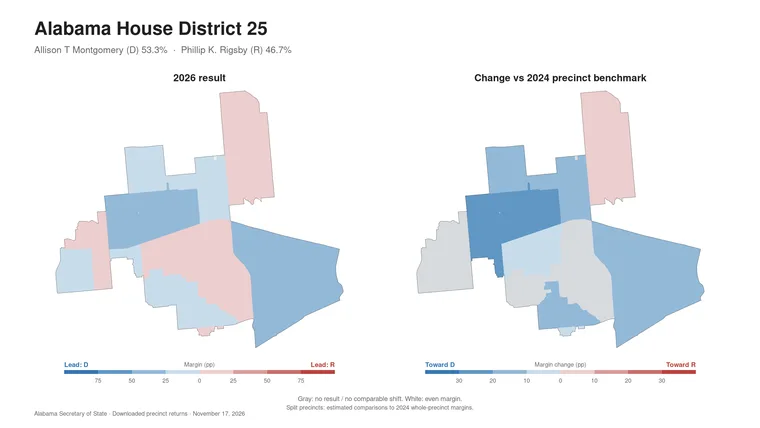 Alabama House District 25
Allison T Montgomery (D) 53.3% · Phillip K. Rigsby (R) 46.7%
2026 result
Change vs 2024 precinct benchmark
Lead: D Margin (pp) Lead: R
75 50 25 0 25 50 75
Toward D Margin change (pp) Toward R
30 20 10 0 10 20 30
Gray: no result / no comparable shift. White: even margin.
Split precincts: estimated comparisons to 2024 whole-precinct margins.
Alabama Secretary of State · Downloaded precinct returns · November 17, 2026